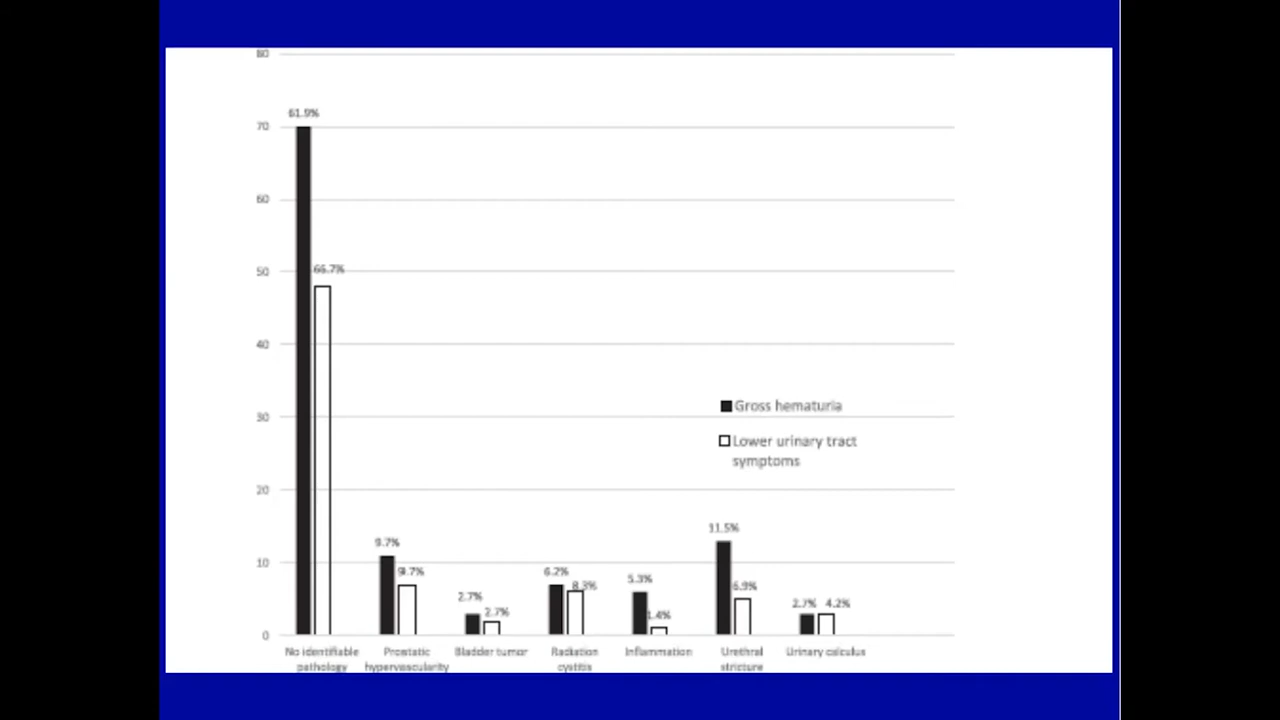 80
61.9%
70
60
66.7%
50
40
Gross hematuria
30
Lower urinary tract
symptoms
20
11.5%
9.7%
9.7%
6.2%
8.3%
5.3%
1.4%
6.9%
10
2.7%
2.7%
2.7%
4.2%
0
No identifiable
pathology
Prostatic
hypervascularity
Bladder tumor
Radiation
cystitis
Inflammation
Urethral
stricture
Urinary calculus